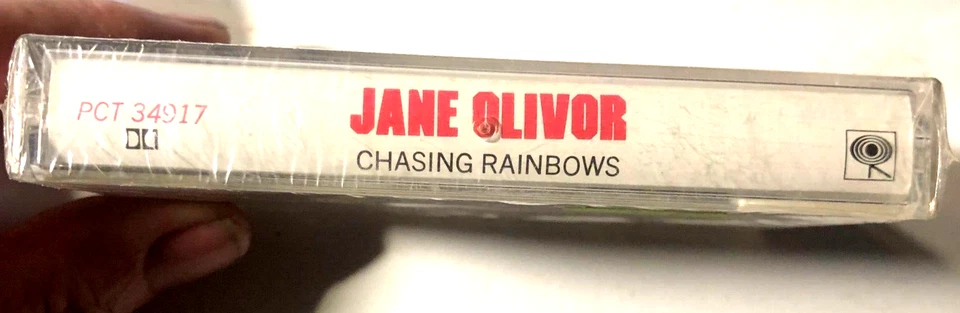 PCT 34917
JANE OLIVOR
CHASING RAINBOWS